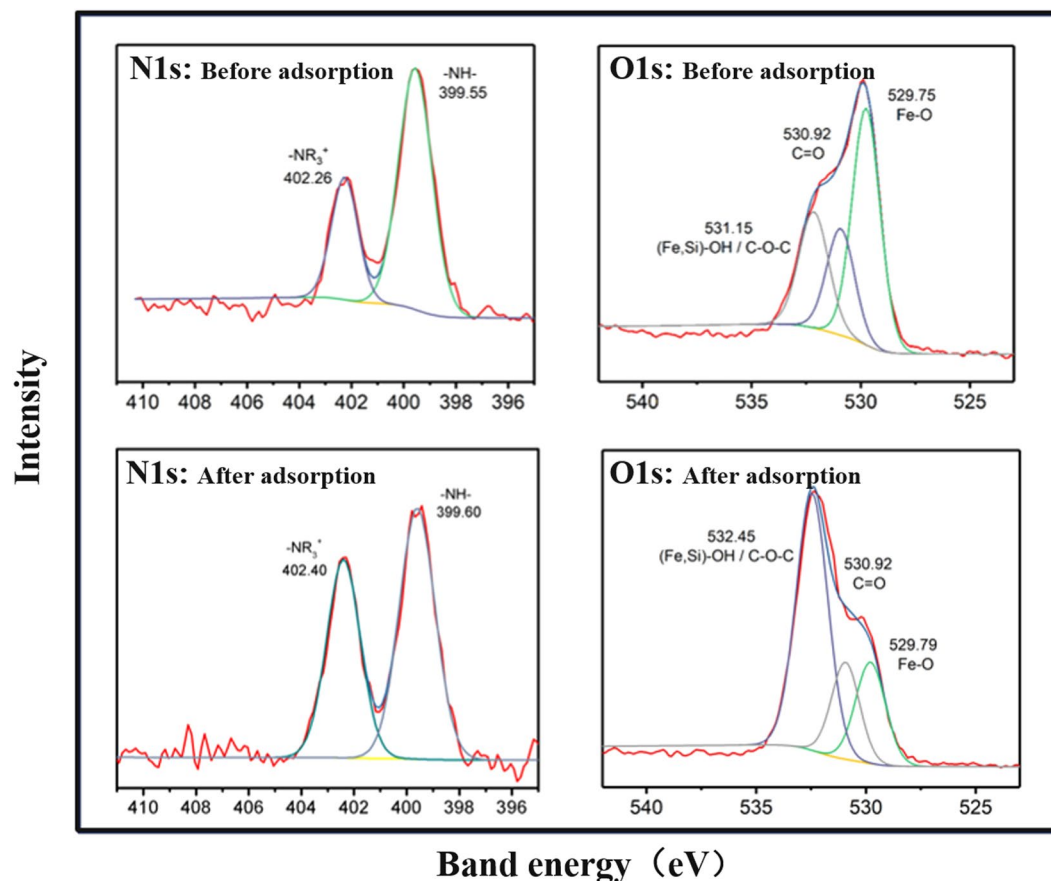 N1s: Before adsorption
-NH-
399.55
-NR3+
402.26
410 408 406 404 402 400 398 396
O1s: Before adsorption
529.75
Fe-O
530.92
C=O
531.15
(Fe,Si)-OH / C-O-C
540 535 530 525
Intensity
N1s: After adsorption
-NH-
399.60
-NR3+
402.40
410 408 406 404 402 400 398 396
O1s: After adsorption
532.45
(Fe,Si)-OH / C-O-C
530.92
C=O
529.79
Fe-O
540 535 530 525
Band energy（eV）